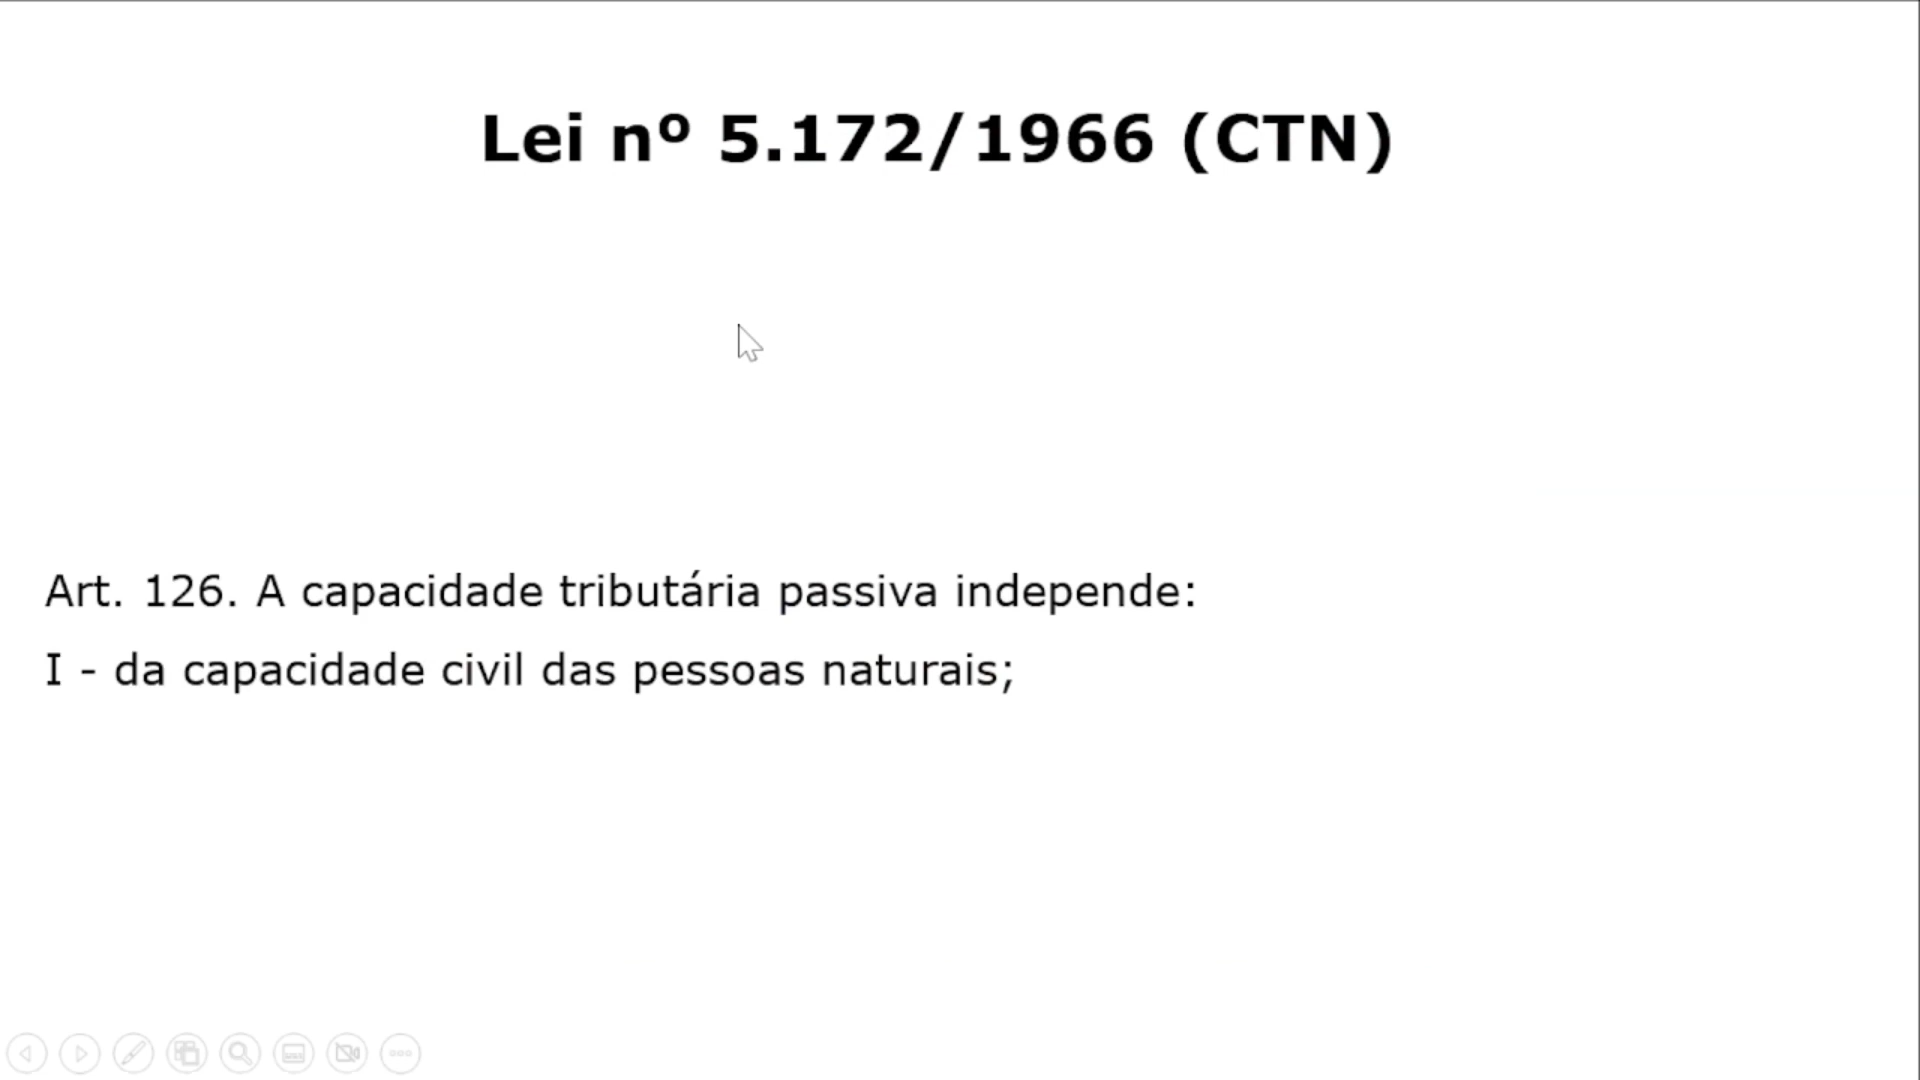 Lei nº 5.172/1966 (CTN)
Art. 126. A capacidade tributária passiva independe:
I - da capacidade civil das pessoas naturais;